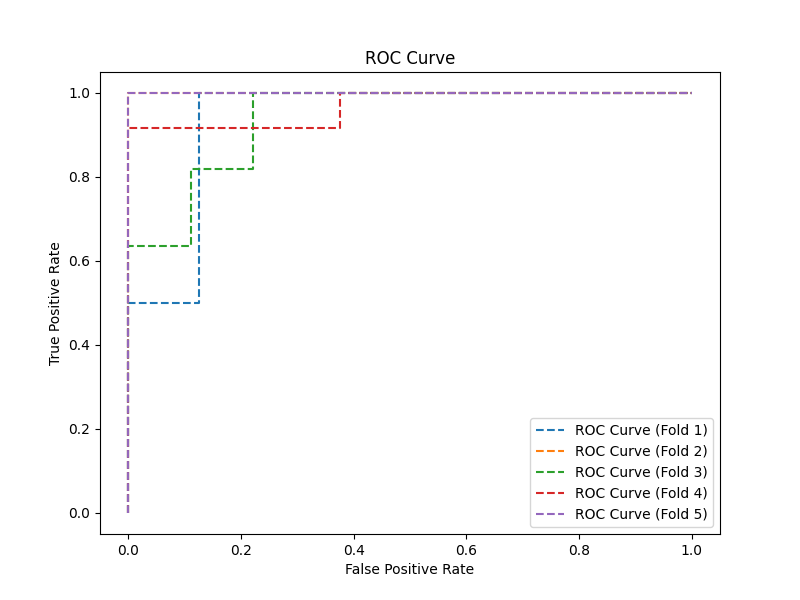 ROC Curve
True Positive Rate
1.0
0.8
0.6
0.4
0.2
0.0
0.0 0.2 0.4 0.6 0.8 1.0
False Positive Rate
ROC Curve (Fold 1)
ROC Curve (Fold 2)
ROC Curve (Fold 3)
ROC Curve (Fold 4)
ROC Curve (Fold 5)